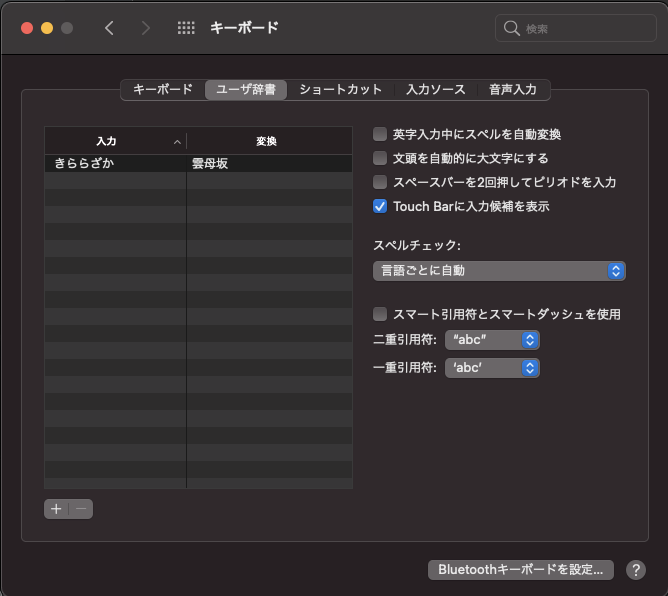 キーボード
検索
キーボード ユーザ辞書 ショートカット 入力ソース 音声入力
入力 変換
きららざか 雲母坂
英字入力中にスペルを自動変換
文頭を自動的に大文字にする
スペースバーを2回押してピリオドを入力
Touch Barに入力候補を表示
スペルチェック:
言語ごとに自動
スマート引用符とスマートダッシュを使用
二重引用符: “abc”
一重引用符: ‘abc’
+ −
Bluetoothキーボードを設定... ?